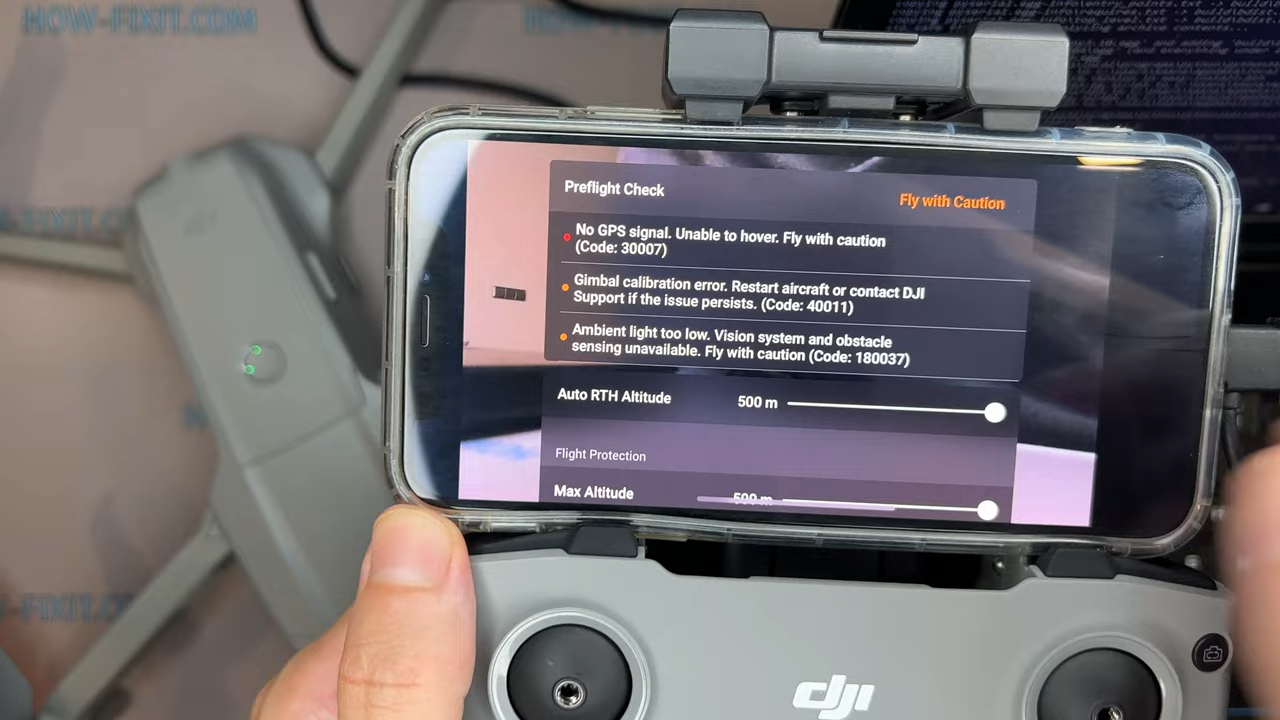 HOW-FIXIT.COM
Preflight Check
Fly with Caution
No GPS signal. Unable to hover. Fly with caution
(Code: 30007)
Gimbal calibration error. Restart aircraft or contact DJI
Support if the issue persists. (Code: 40011)
Ambient light too low. Vision system and obstacle
sensing unavailable. Fly with caution (Code: 180037)
Auto RTH Altitude
500 m
Flight Protection
Max Altitude
500 m
dji